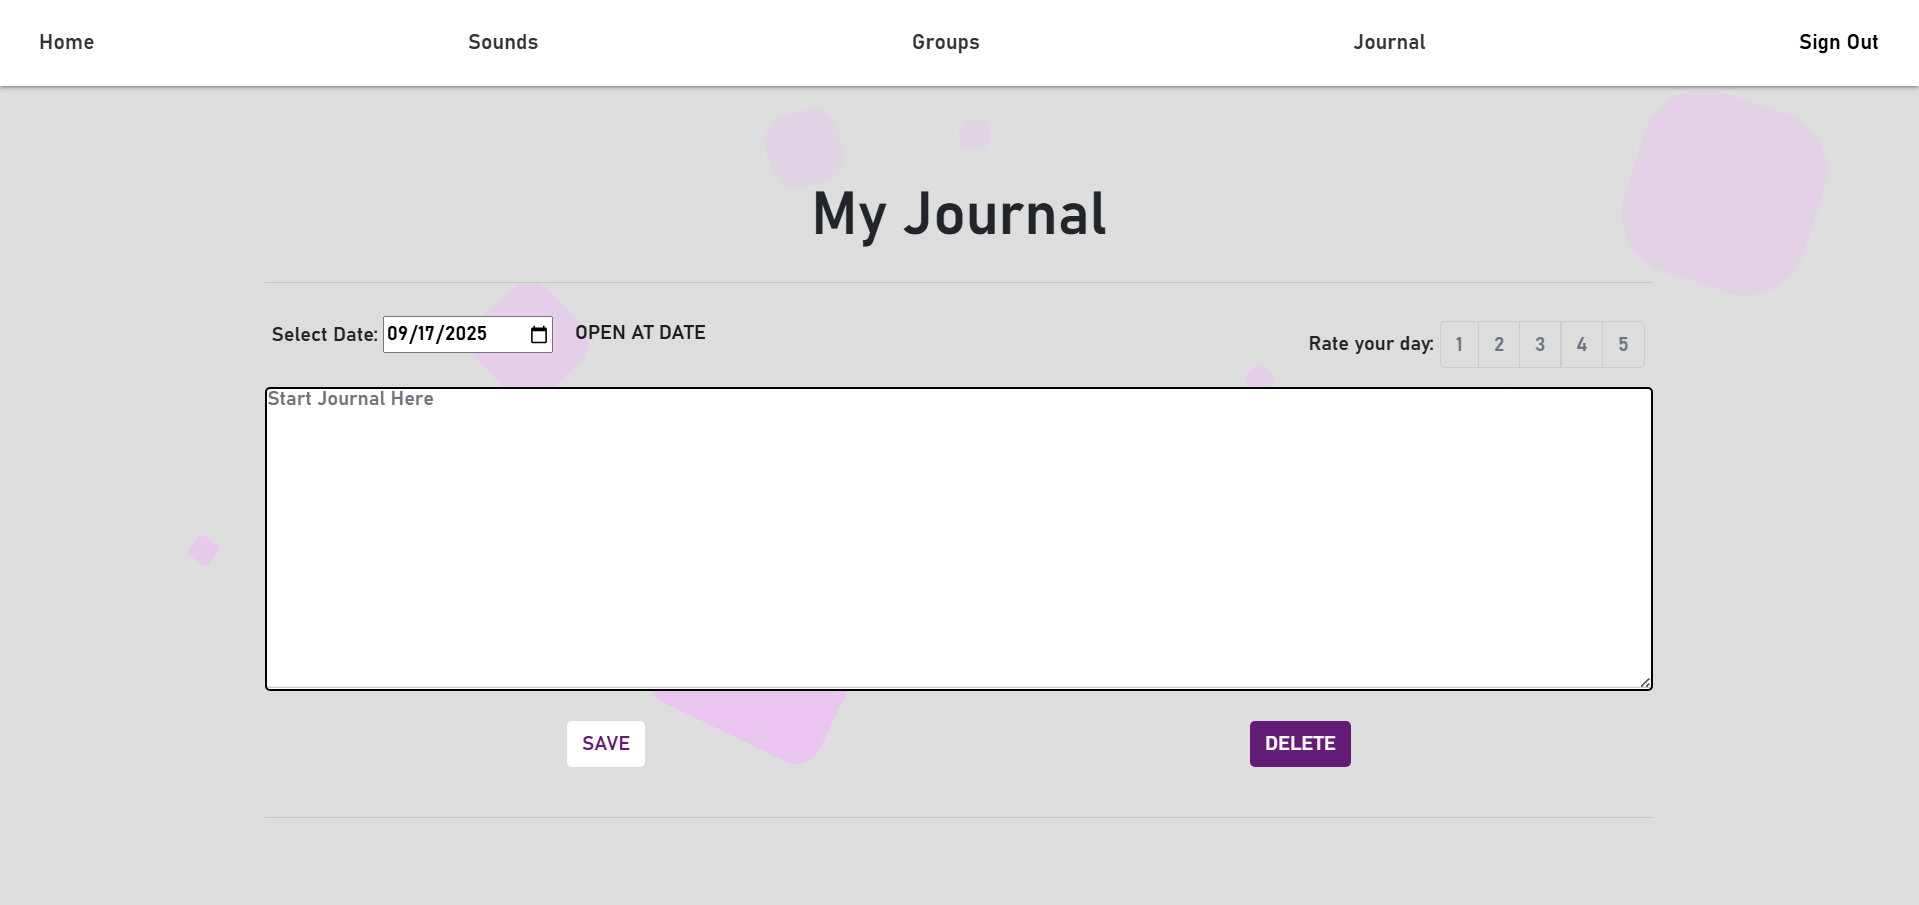 Home Sounds Groups Journal Sign Out
My Journal
Select Date: 09/17/2025 OPEN AT DATE Rate your day: 1 2 3 4 5
Start Journal Here
SAVE DELETE